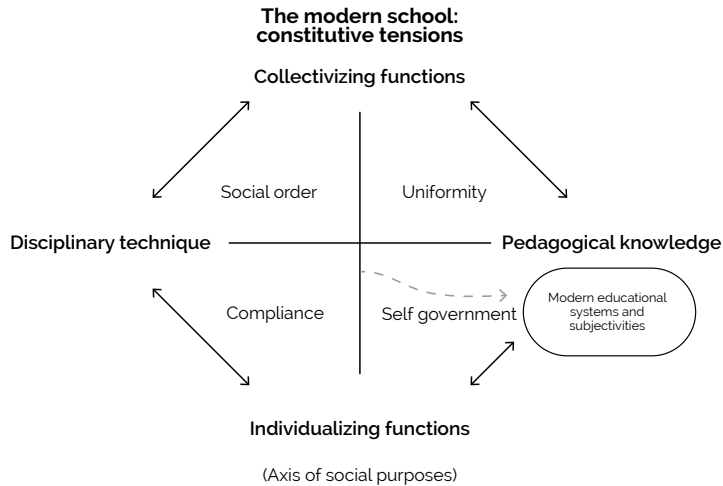 The modern school:
constitutive tensions
Collectivizing functions
Social order
Uniformity
Disciplinary technique
Pedagogical knowledge
Modern educational
systems and
subjectivities
Compliance
Self government
Individualizing functions
(Axis of social purposes)